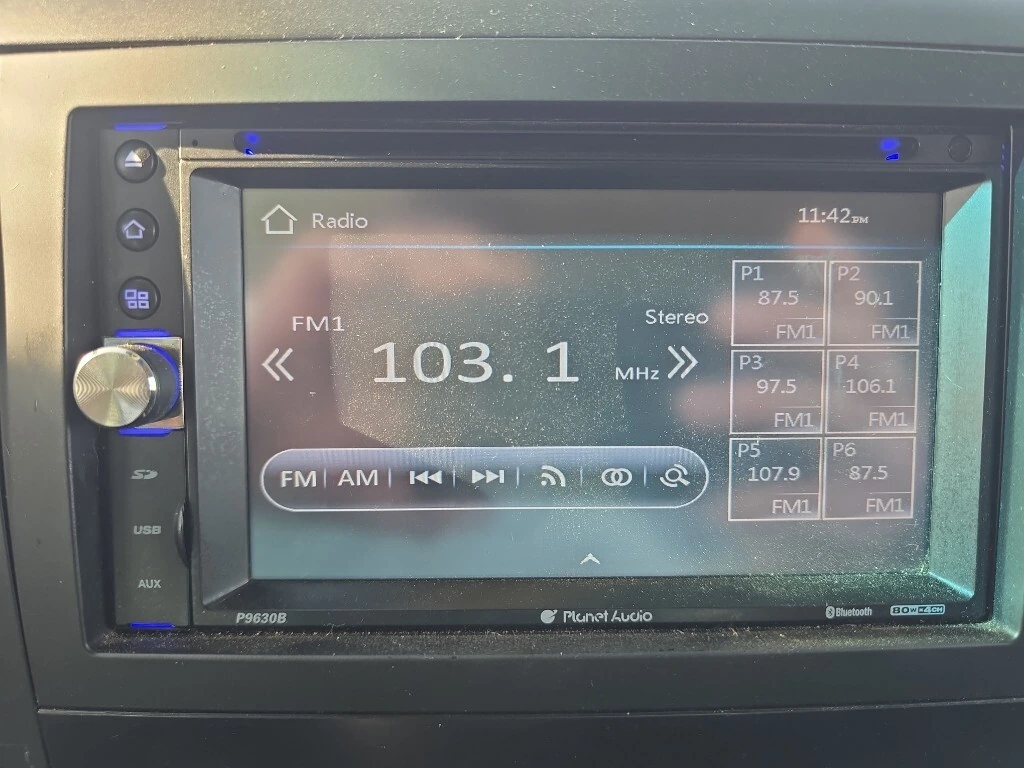 Radio
11:42PM
FM1
Stereo
103. 1
MHz
FM
AM
P1
87.5
FM1
P2
90.1
FM1
P3
97.5
FM1
P4
106.1
FM1
P5
107.9
FM1
P6
87.5
FM1
SD
USB
AUX
P9630B
Planet Audio
Bluetooth
80W×4CH